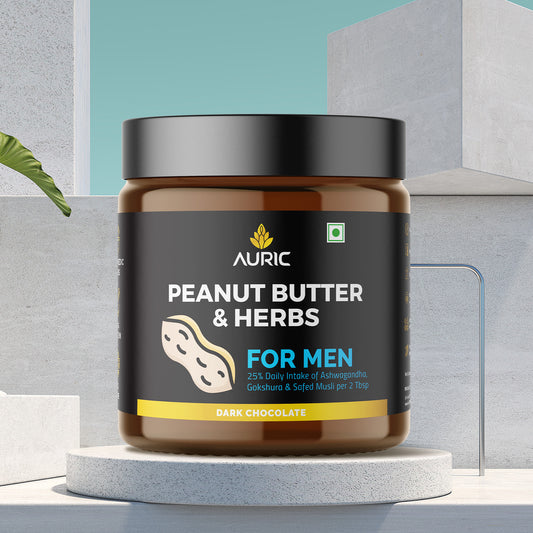 AURIC
PEANUT BUTTER
& HERBS
FOR MEN
25% Daily Intake of Ashwagandha,
Gokshura & Safed Musli per 2 Tbsp
DARK CHOCOLATE